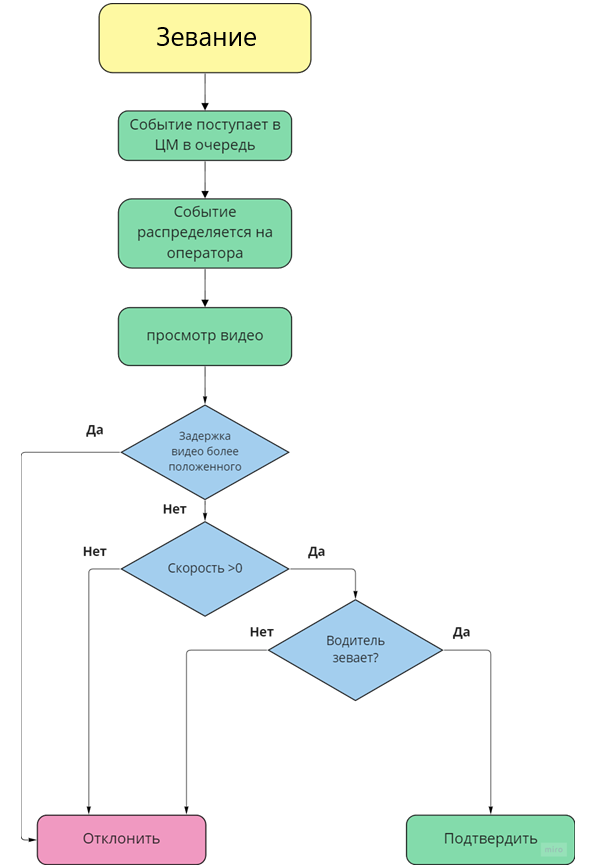 Зевание
Событие поступает в
ЦМ в очередь
Событие
распределяется на
оператора
просмотр видео
Да
Задержка
видео более
положенного
Нет
Нет
Скорость >0
Да
Нет
Водитель
зевает?
Да
Отклонить
Подтвердить
miro